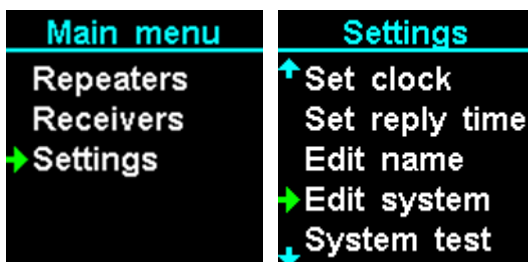 Main menu
Repeaters
Receivers
Settings
Settings
Set clock
Set reply time
Edit name
Edit system
System test